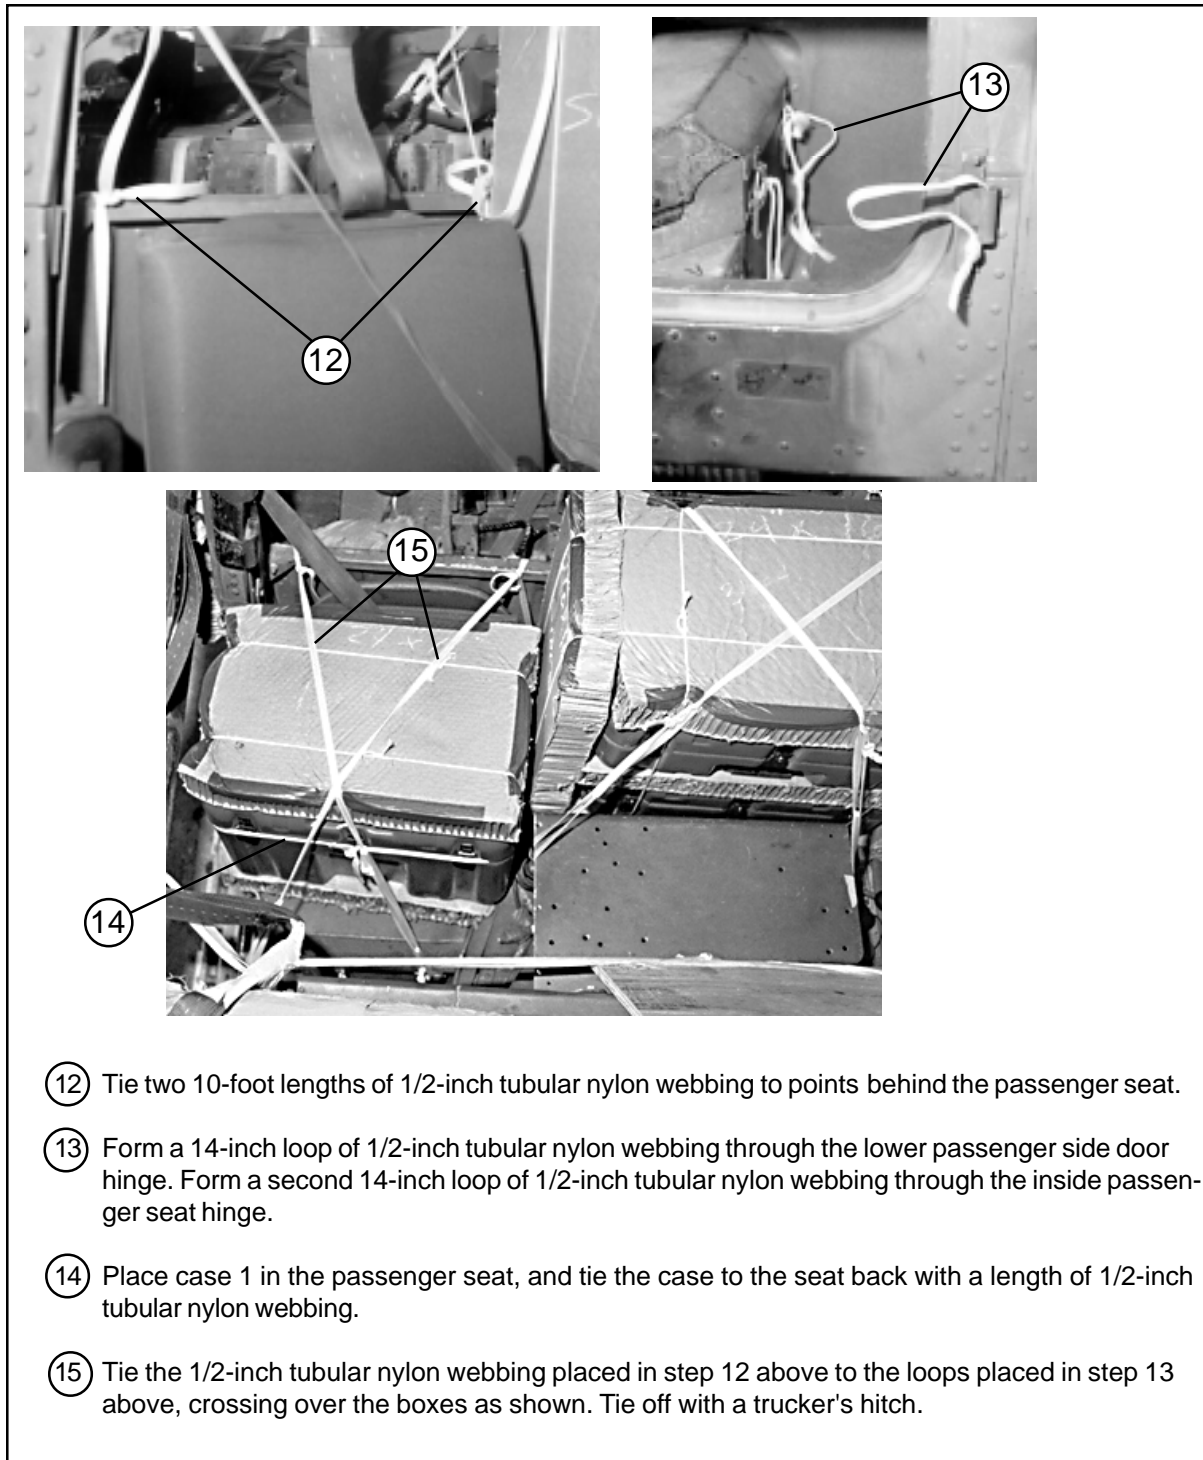 13
12
15
14
12 Tie two 10-foot lengths of 1/2-inch tubular nylon webbing to points behind the passenger seat.
13 Form a 14-inch loop of 1/2-inch tubular nylon webbing through the lower passenger side door
hinge. Form a second 14-inch loop of 1/2-inch tubular nylon webbing through the inside passen-
ger seat hinge.
14 Place case 1 in the passenger seat, and tie the case to the seat back with a length of 1/2-inch
tubular nylon webbing.
15 Tie the 1/2-inch tubular nylon webbing placed in step 12 above to the loops placed in step 13
above, crossing over the boxes as shown. Tie off with a trucker's hitch.